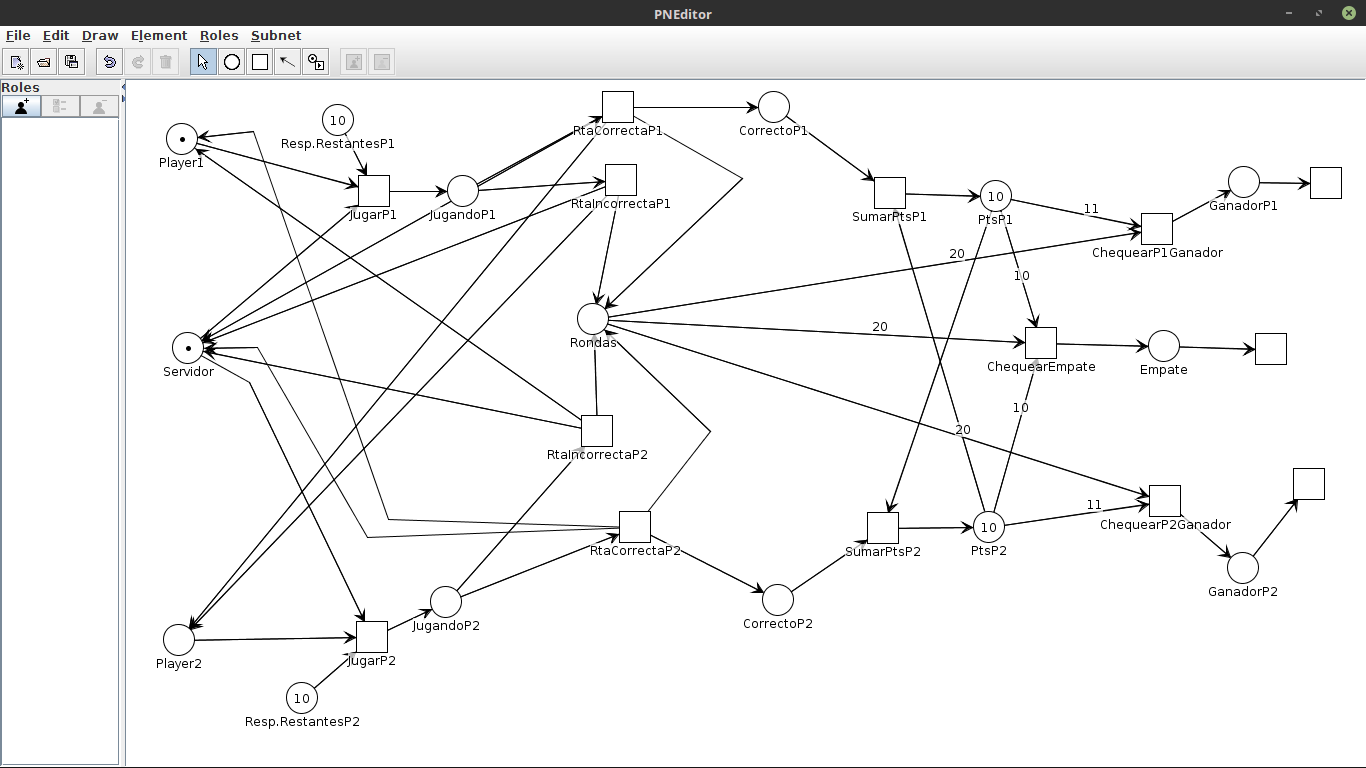 PNEditor
File Edit Draw Element Roles Subnet
Roles
10
Resp.RestantesP1
Player1
JugarP1
JugandoP1
RtaCorrectaP1
RtaIncorrectaP1
CorrectoP1
SumarPtsP1
10
PtsP1
11
ChequearP1Ganador
GanadorP1
20
10
Servidor
Rondas
20
ChequearEmpate
Empate
10
20
RtaIncorrectaP2
RtaCorrectaP2
11
ChequearP2Ganador
SumarPtsP2
10
PtsP2
GanadorP2
CorrectoP2
JugandoP2
Player2
JugarP2
10
Resp.RestantesP2